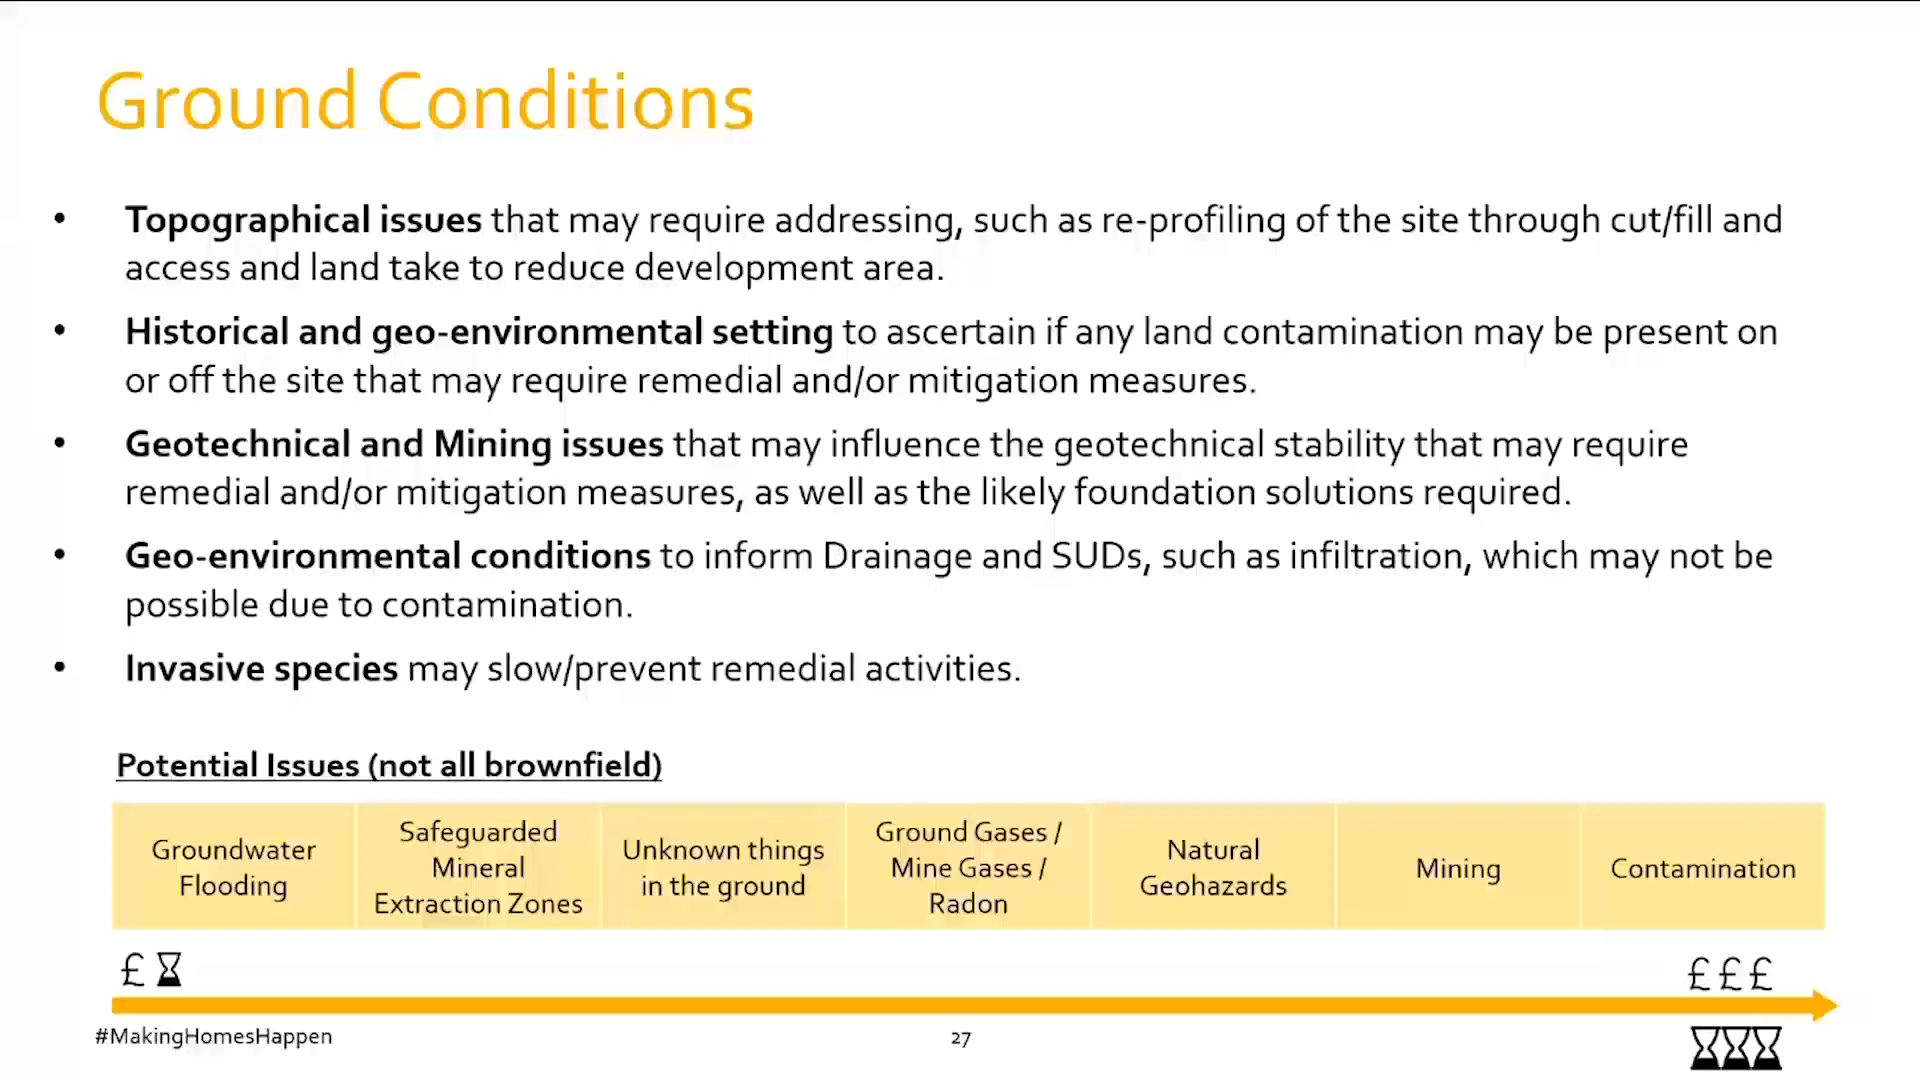 Ground Conditions
• Topographical issues that may require addressing, such as re-profiling of the site through cut/fill and
access and land take to reduce development area.
• Historical and geo-environmental setting to ascertain if any land contamination may be present on
or off the site that may require remedial and/or mitigation measures.
• Geotechnical and Mining issues that may influence the geotechnical stability that may require
remedial and/or mitigation measures, as well as the likely foundation solutions required.
• Geo-environmental conditions to inform Drainage and SUDs, such as infiltration, which may not be
possible due to contamination.
• Invasive species may slow/prevent remedial activities.
Potential Issues (not all brownfield)
Groundwater
Flooding
Safeguarded
Mineral
Extraction Zones
Unknown things
in the ground
Ground Gases /
Mine Gases /
Radon
Natural
Geohazards
Mining
Contamination
£
£££
#MakingHomesHappen
27